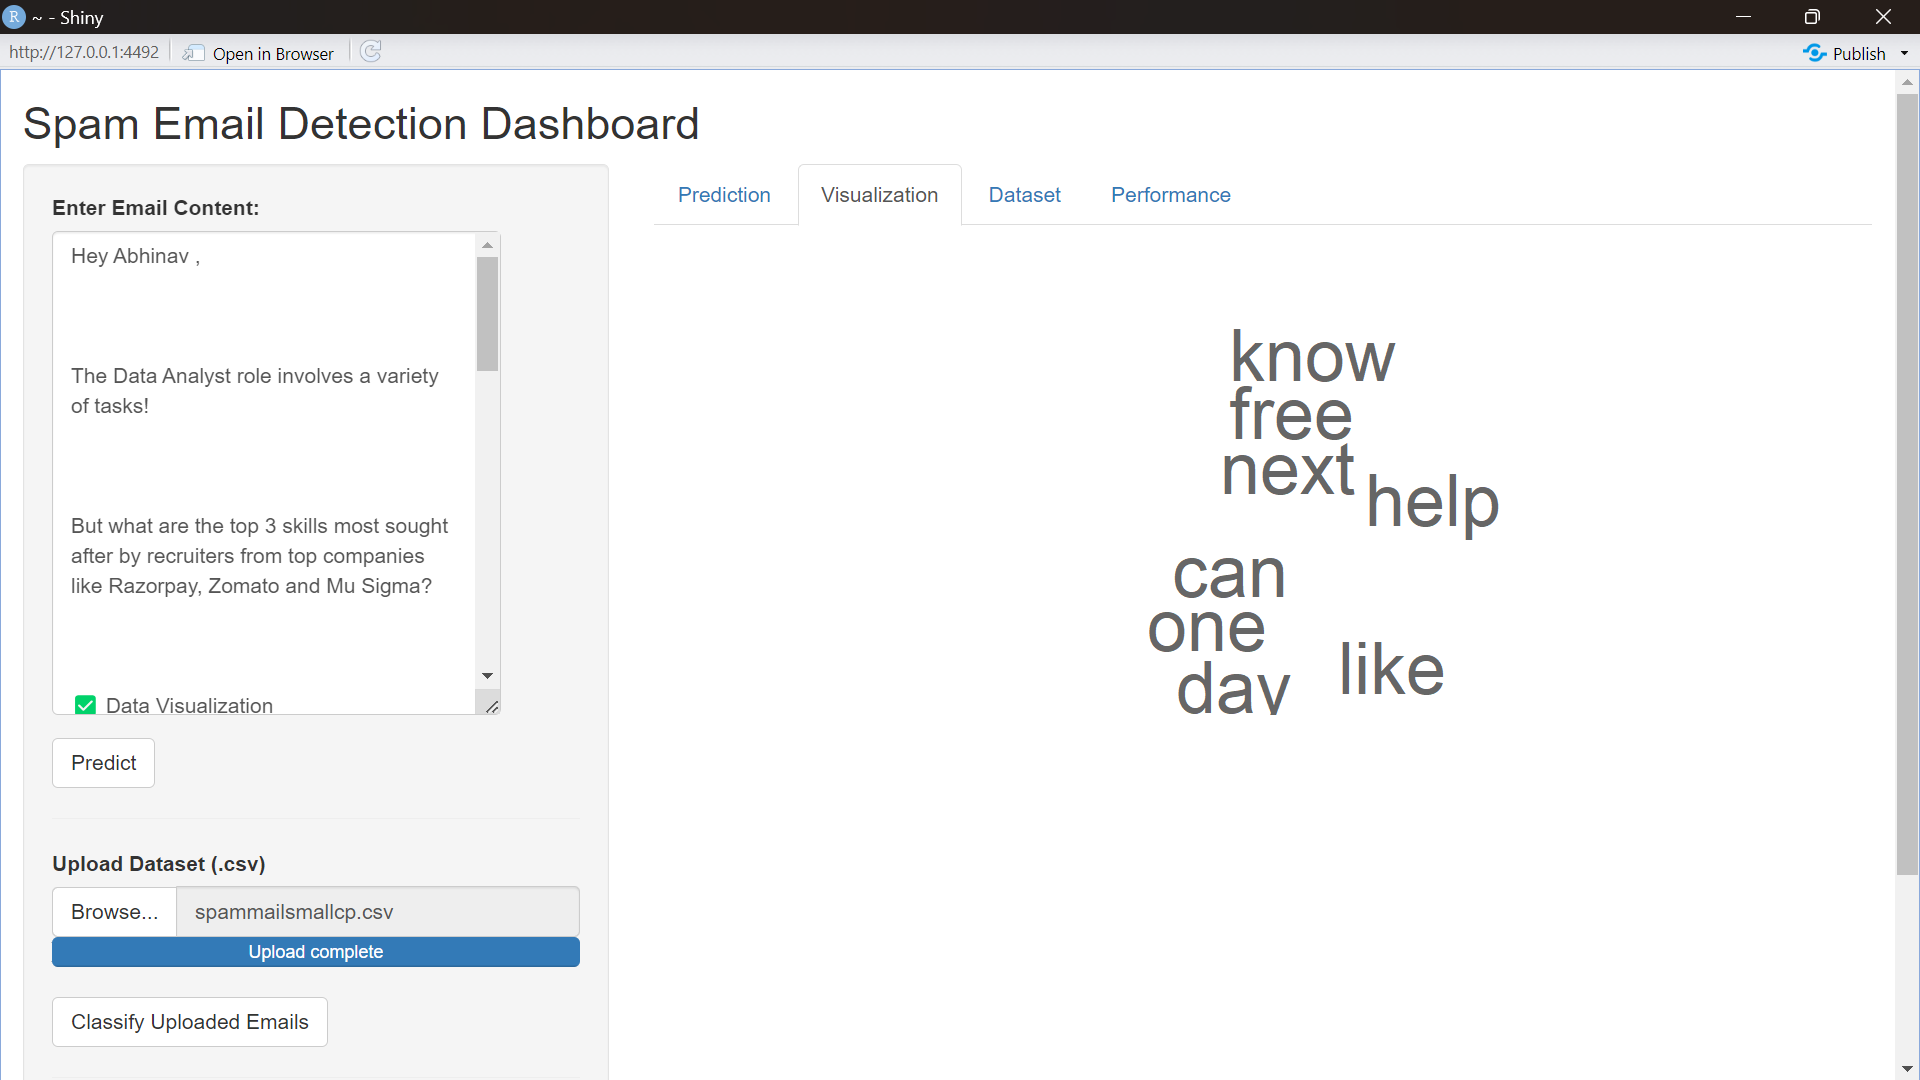 R ~ - Shiny
http://127.0.0.1:4492 Open in Browser Publish
Spam Email Detection Dashboard
Enter Email Content:
Hey Abhinav ,
The Data Analyst role involves a variety
of tasks!
But what are the top 3 skills most sought
after by recruiters from top companies
like Razorpay, Zomato and Mu Sigma?
Data Visualization
Predict
Upload Dataset (.csv)
Browse... spammailsmallcp.csv
Upload complete
Classify Uploaded Emails
Prediction Visualization Dataset Performance
know
free
next
help
can
one
like
day